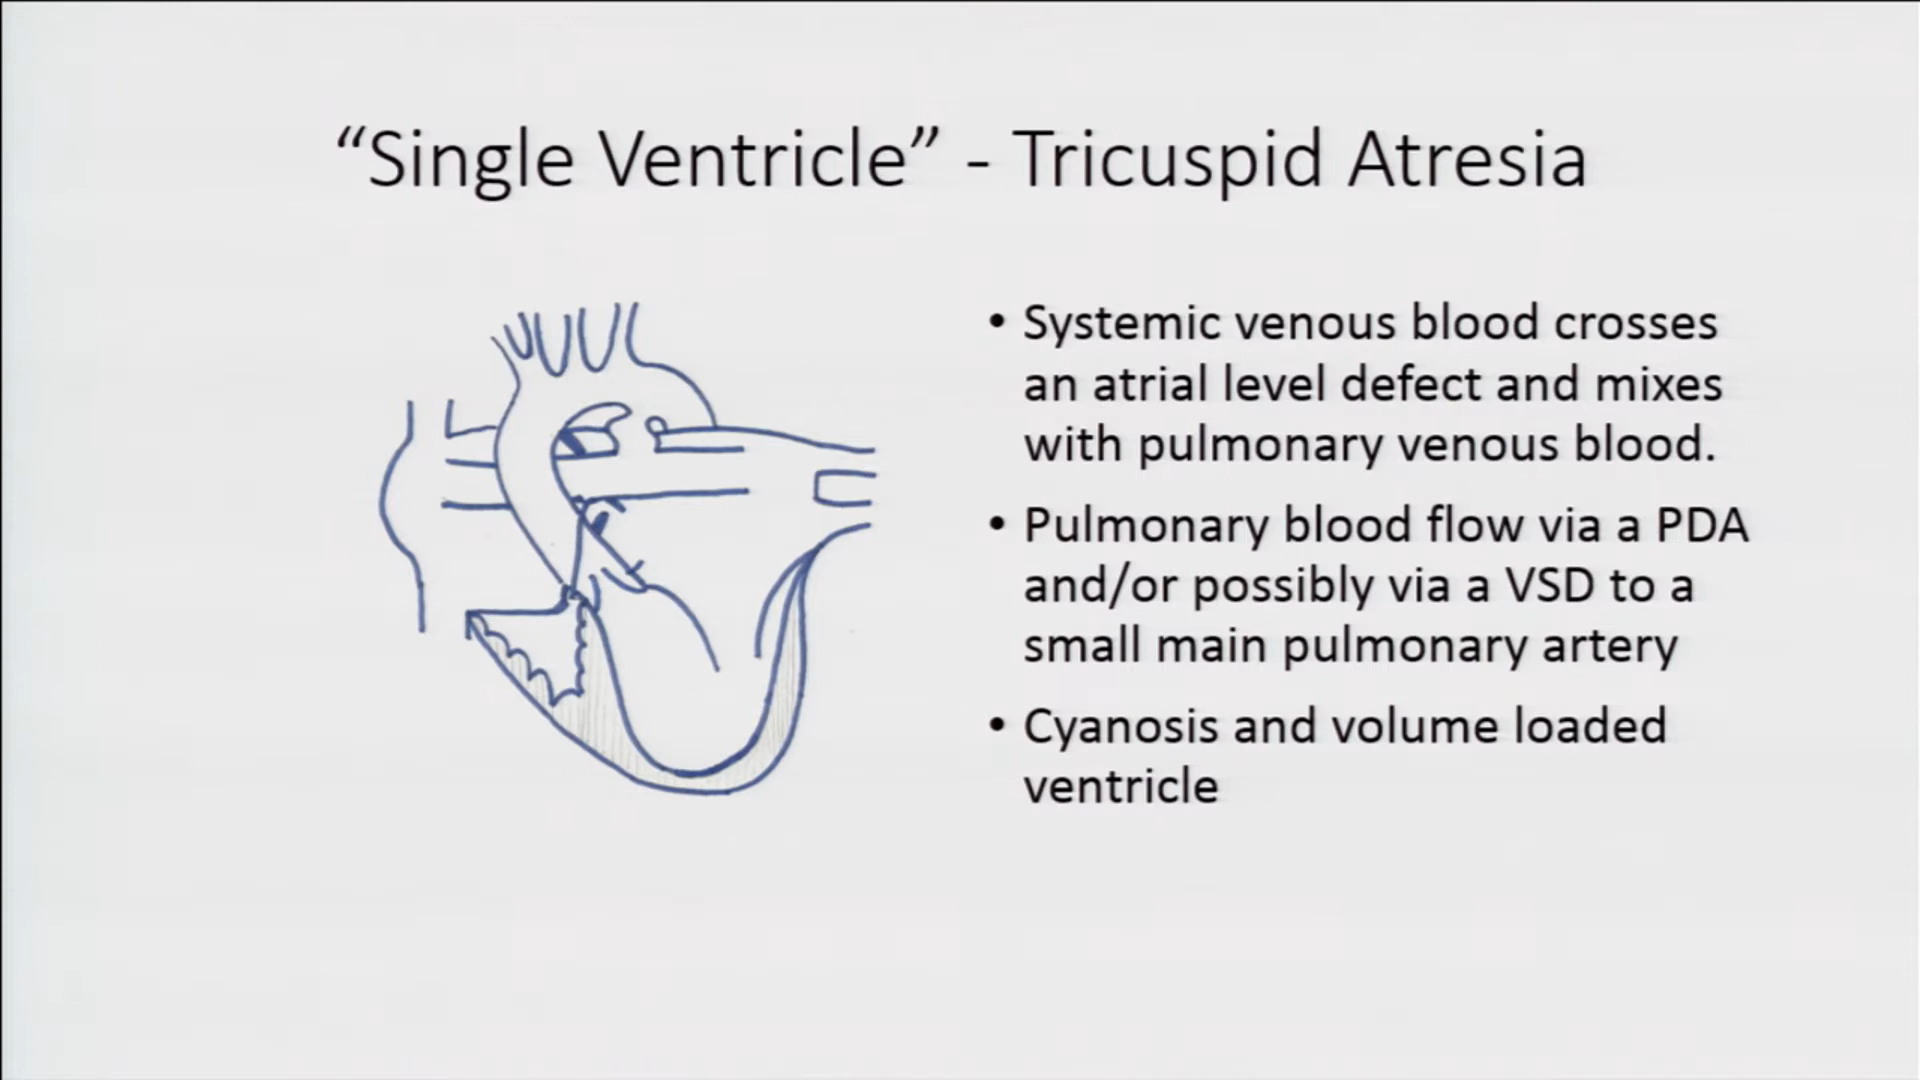 “Single Ventricle” - Tricuspid Atresia
• Systemic venous blood crosses
an atrial level defect and mixes
with pulmonary venous blood.
• Pulmonary blood flow via a PDA
and/or possibly via a VSD to a
small main pulmonary artery
• Cyanosis and volume loaded
ventricle